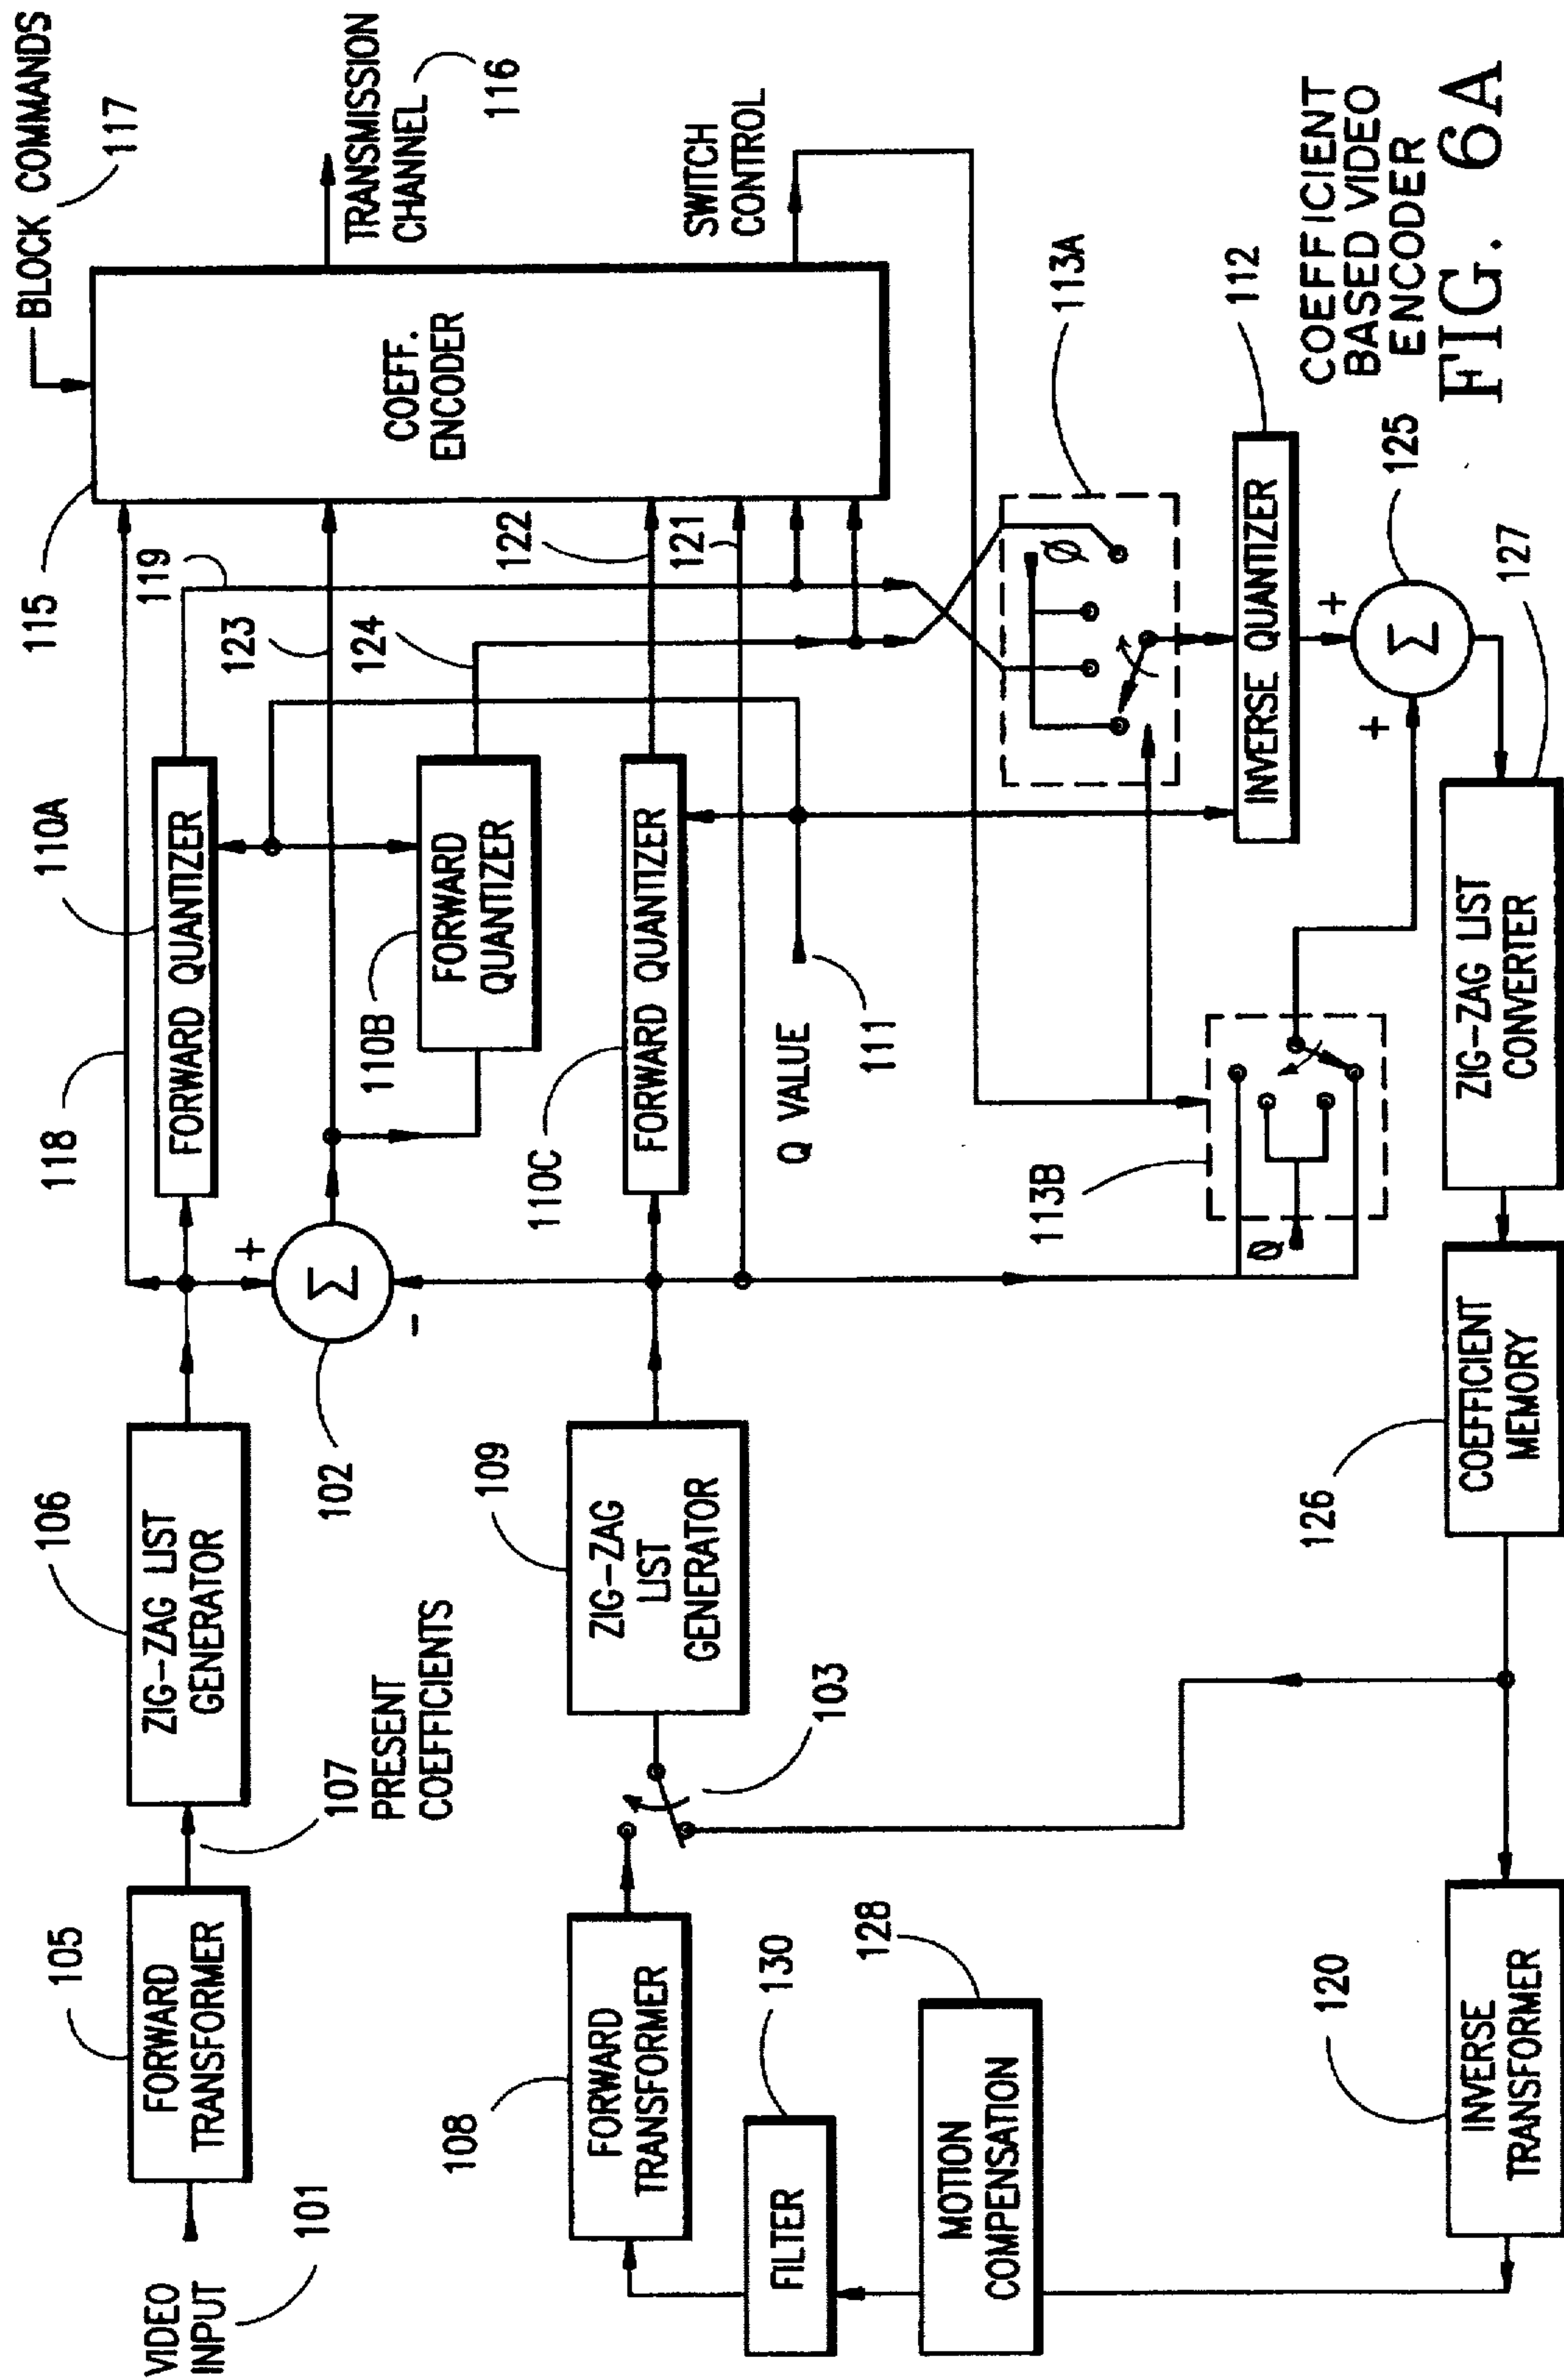 VIDEO
INPUT
101
FORWARD
TRANSFORMER
105
107
PRESENT
COEFFICIENTS
ZIG-ZAG LIST
GENERATOR
106
118
FORWARD QUANTIZER
110A
119
115
BLOCK COMMANDS
117
COEFF.
ENCODER
TRANSMISSION
CHANNEL
116
SWITCH
CONTROL
+
Σ
-
102
123
110B
FORWARD
QUANTIZER
124
FORWARD
TRANSFORMER
108
103
ZIG-ZAG
LIST
GENERATOR
109
110C
FORWARD QUANTIZER
122
121
FILTER
130
MOTION
COMPENSATION
128
Q VALUE
111
113A
Ø
113B
Ø
INVERSE QUANTIZER
112
+
+
Σ
125
INVERSE
TRANSFORMER
120
COEFFICIENT
MEMORY
126
ZIG-ZAG LIST
CONVERTER
127
COEFFICIENT
BASED VIDEO
ENCODER
FIG. 6A